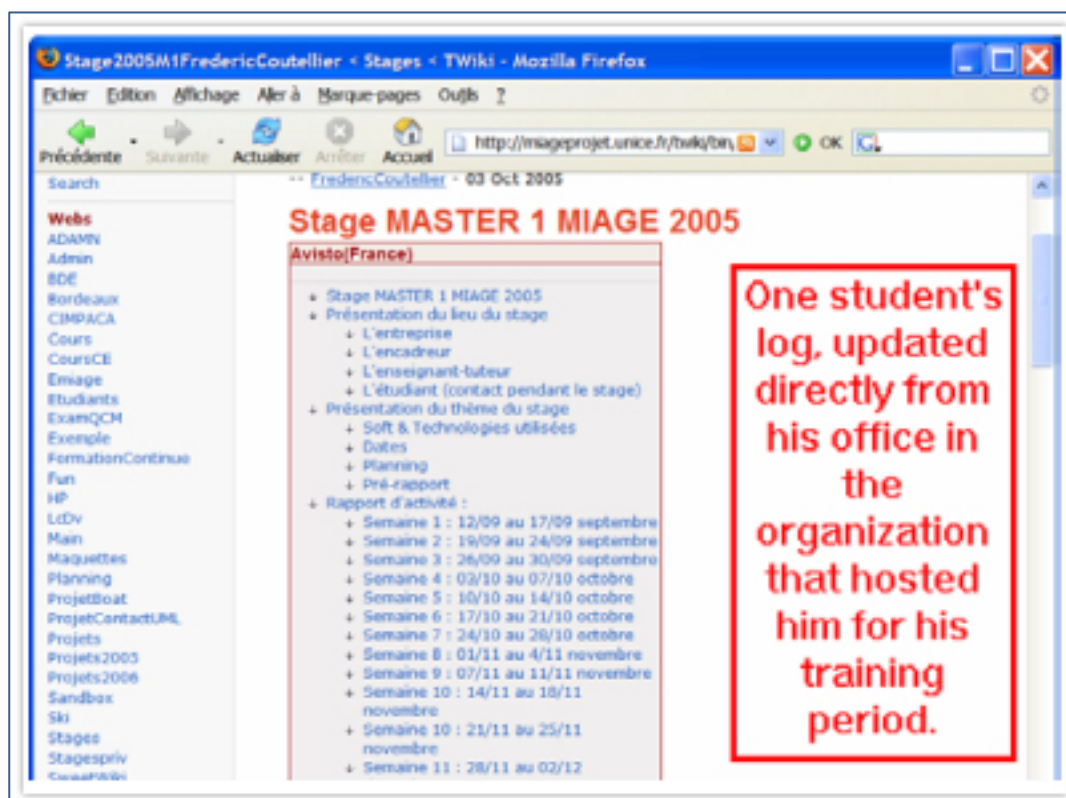 Stage2005M1FredericCoutellier < Stages < TWiki - Mozilla Firefox
Fichier Edition Affichage Aller à Marque-pages Outils ?
Précédente Suivante Actualiser Arrêter Accueil http://miageprojet.unice.fr/twiki/bin, OK
Search
Webs
ADAMN
Admin
BDE
Bordeaux
CIMPACA
Cours
CoursCE
Emiage
Etudiants
ExamQCM
Exemple
FormationContinue
Fun
HP
LcDv
Main
Maquettes
Planning
ProjetBoat
ProjetContactUML
Projets
Projets2005
Projets2006
Sandbox
Ski
Stages
Stagespriv
SweetWiki
-- FredericCoutellier - 03 Oct 2005
Stage MASTER 1 MIAGE 2005
Avisto(France)
Stage MASTER 1 MIAGE 2005
Présentation du lieu du stage
L'entreprise
L'encadreur
L'enseignant-tuteur
L'étudiant (contact pendant le stage)
Présentation du thème du stage
Soft & Technologies utilisées
Dates
Planning
Pré-rapport
Rapport d'activité :
Semaine 1 : 12/09 au 17/09 septembre
Semaine 2 : 19/09 au 24/09 septembre
Semaine 3 : 26/09 au 30/09 septembre
Semaine 4 : 03/10 au 07/10 octobre
Semaine 5 : 10/10 au 14/10 octobre
Semaine 6 : 17/10 au 21/10 octobre
Semaine 7 : 24/10 au 28/10 octobre
Semaine 8 : 01/11 au 4/11 novembre
Semaine 9 : 07/11 au 11/11 novembre
Semaine 10 : 14/11 au 18/11
novembre
Semaine 10 : 21/11 au 25/11
novembre
Semaine 11 : 28/11 au 02/12
One student's
log, updated
directly from
his office in
the
organization
that hosted
him for his
training
period.